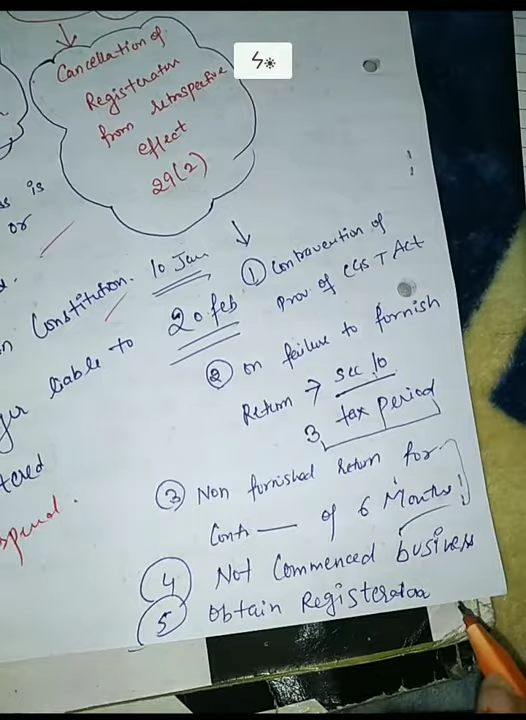 Cancellation of
Registeration
from retrospective
effect
29(2)
is
or
Constitution.
liable to
10 Jan
20 feb
① Contravention of
Prov. of CGST Act
② on failure to furnish
Return → sec 10
3 tax period
③ Non furnished return for
Conti — of 6 Months!
④ Not Commenced business
⑤ obtain Registeration